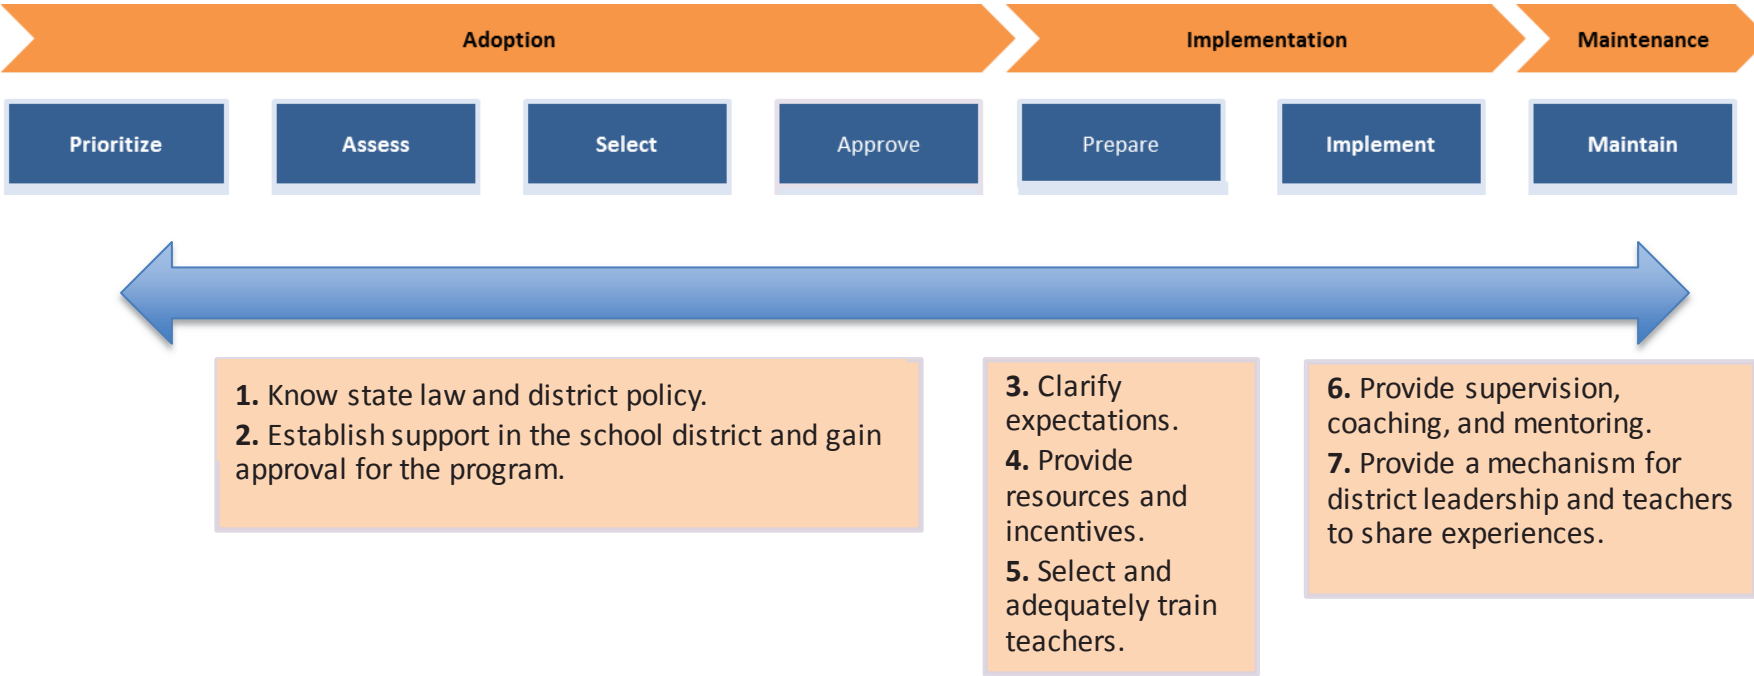 Adoption
Implementation
Maintenance
Prioritize
Assess
Select
Approve
Prepare
Implement
Maintain
1. Know state law and district policy.
2. Establish support in the school district and gain
approval for the program.
3. Clarify
expectations.
4. Provide
resources and
incentives.
5. Select and
adequately train
teachers.
6. Provide supervision,
coaching, and mentoring.
7. Provide a mechanism for
district leadership and teachers
to share experiences.